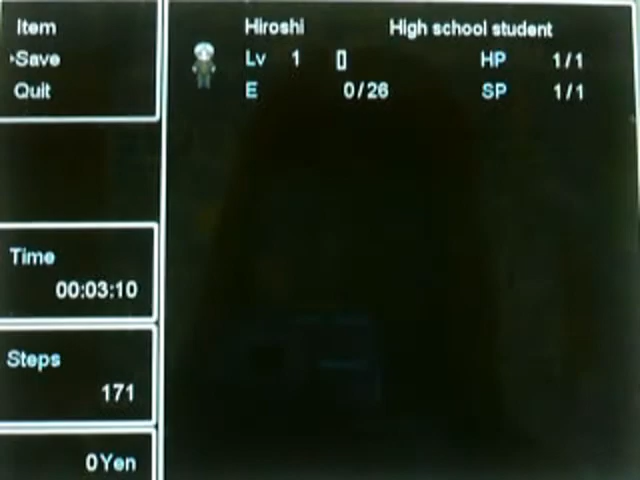 Item
Save
Quit
Hiroshi High school student
Lv 1 [] HP 1/1
E 0/26 SP 1/1
Time
00:03:10
Steps
171
0Yen